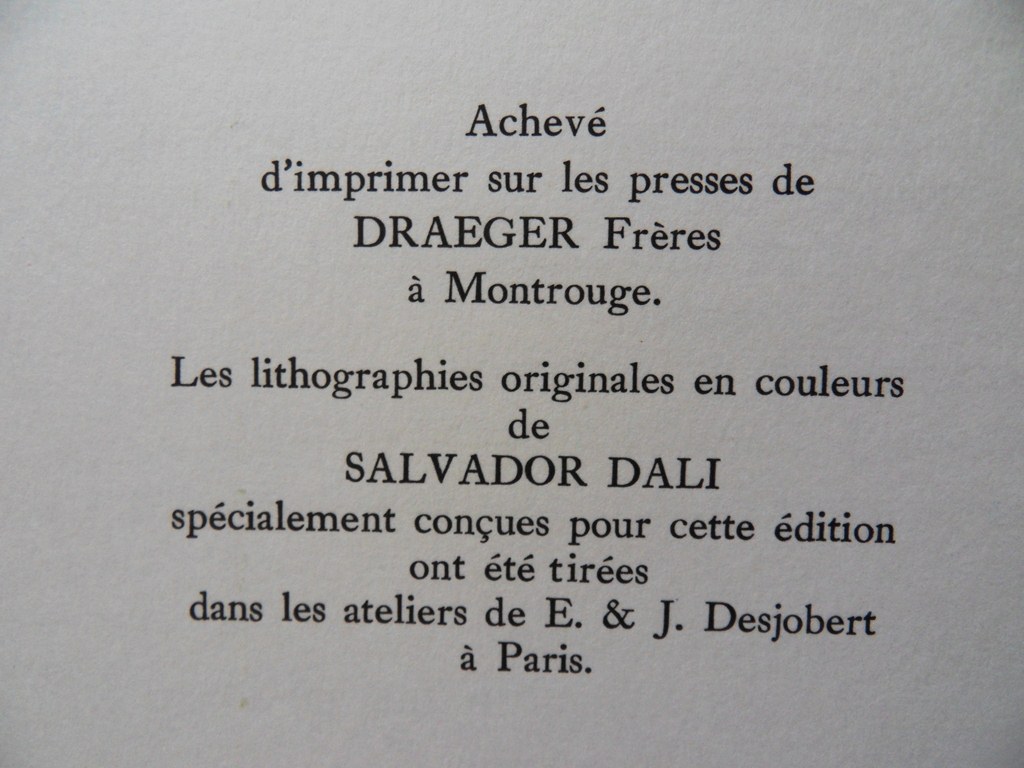 Achevé
d'imprimer sur les presses de
DRAEGER Frères
à Montrouge.
Les lithographies originales en couleurs
de
SALVADOR DALI
spécialement conçues pour cette édition
ont été tirées
dans les ateliers de E. & J. Desjobert
à Paris.